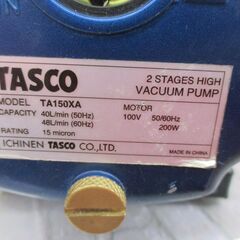 TASCO
2 STAGES HIGH
VACUUM PUMP
MODEL TA150XA
CAPACITY 40L/min (50Hz)
48L/min (60Hz)
RATING 15 micron
MOTOR
100V 50/60Hz
200W
ICHINEN TASCO CO.,LTD.
MADE IN CHINA